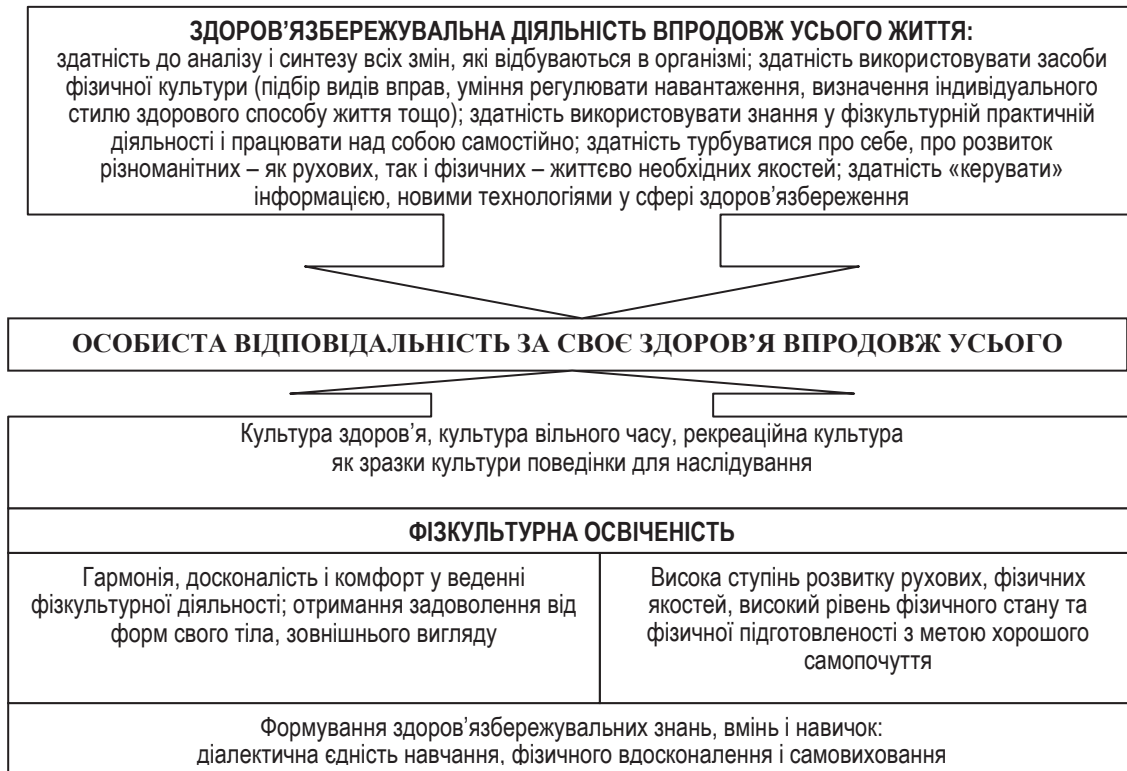 ЗДОРОВ’ЯЗБЕРЕЖУВАЛЬНА ДІЯЛЬНІСТЬ ВПРОДОВЖ УСЬОГО ЖИТТЯ:
здатність до аналізу і синтезу всіх змін, які відбуваються в організмі; здатність використовувати засоби
фізичної культури (підбір видів вправ, уміння регулювати навантаження, визначення індивідуального
стилю здорового способу життя тощо); здатність використовувати знання у фізкультурній практичній
діяльності і працювати над собою самостійно; здатність турбуватися про себе, про розвиток
різноманітних – як рухових, так і фізичних – життєво необхідних якостей; здатність «керувати»
інформацією, новими технологіями у сфері здоров’язбереження
ОСОБИСТА ВІДПОВІДАЛЬНІСТЬ ЗА СВОЄ ЗДОРОВ’Я ВПРОДОВЖ УСЬОГО
Культура здоров’я, культура вільного часу, рекреаційна культура
як зразки культури поведінки для наслідування
ФІЗКУЛЬТУРНА ОСВІЧЕНІСТЬ
Гармонія, досконалість і комфорт у веденні
фізкультурної діяльності; отримання задоволення від
форм свого тіла, зовнішнього вигляду
Висока ступінь розвитку рухових, фізичних
якостей, високий рівень фізичного стану та
фізичної підготовленості з метою хорошого
самопочуття
Формування здоров’язбережувальних знань, вмінь і навичок:
діалектична єдність навчання, фізичного вдосконалення і самовиховання